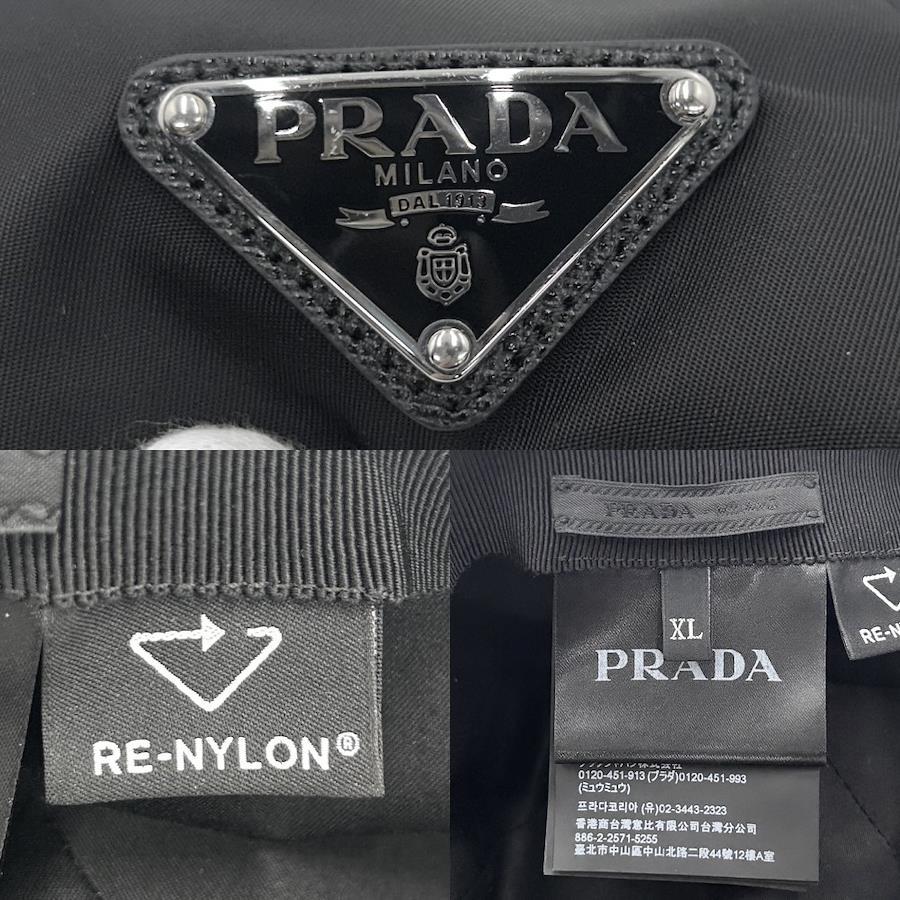 PRADA
MILANO
DAL 1913
RE-NYLON®
PRADA
XL
PRADA
RE-N
0120-451-913 (プラダ)0120-451-993
(ミュウミュウ)
프라다코리아 (유)02-3443-2323
香港商台灣意比有限公司台灣分公司
886-2-2571-5255
臺北市中山區中山北路二段44號12樓A室